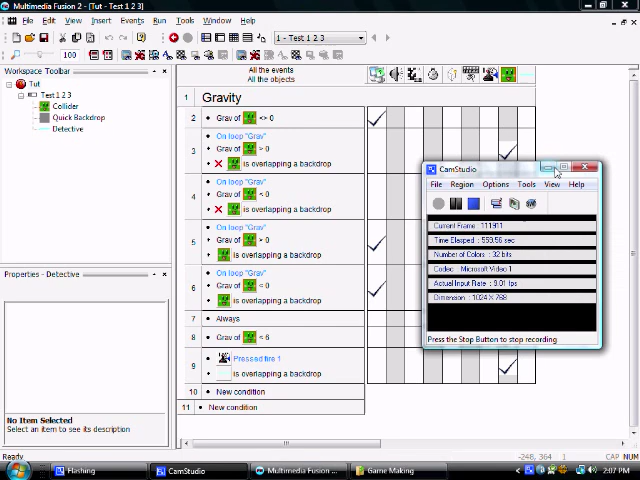 Multimedia Fusion 2 - [Tut - Test 1 2 3]
File Edit View Insert Events Run Tools Window Help
1 - Test 1 2 3
100
Workspace Toolbar
Tut
Test 1 2 3
Collider
Quick Backdrop
Detective
All the events
All the objects
1 Gravity
2 Grav of <> 0
3 On loop "Grav"
Grav of > 0
X is overlapping a backdrop
4 On loop "Grav"
Grav of < 0
X is overlapping a backdrop
5 On loop "Grav"
Grav of > 0
is overlapping a backdrop
6 On loop "Grav"
Grav of < 0
is overlapping a backdrop
7 Always
8 Grav of < 6
9 Pressed fire 1
is overlapping a backdrop
10 New condition
11 New condition
CamStudio
File Region Options Tools View Help
Current Frame : 111911
Time Elapsed : 559.56 sec
Number of Colors : 32 bits
Codec : Microsoft Video 1
Actual Input Rate : 9.01 fps
Dimension : 1024 X 768
Press the Stop Button to stop recording
Properties - Detective
No Item Selected
Select an item to see its description
Ready
-248, 364 1 CAP NUM
Flashing
CamStudio
Multimedia Fusion ...
Game Making
2:07 PM